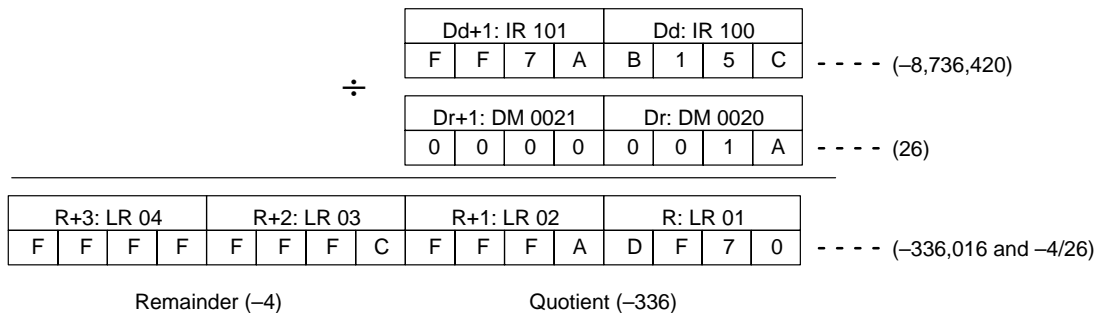 Dd+1: IR 101 Dd: IR 100
F F 7 A B 1 5 C - - - - (–8,736,420)
÷
Dr+1: DM 0021 Dr: DM 0020
0 0 0 0 0 0 1 A - - - - (26)
R+3: LR 04 R+2: LR 03 R+1: LR 02 R: LR 01
F F F F F F F C F F F A D F 7 0 - - - - (–336,016 and –4/26)
Remainder (–4) Quotient (–336)